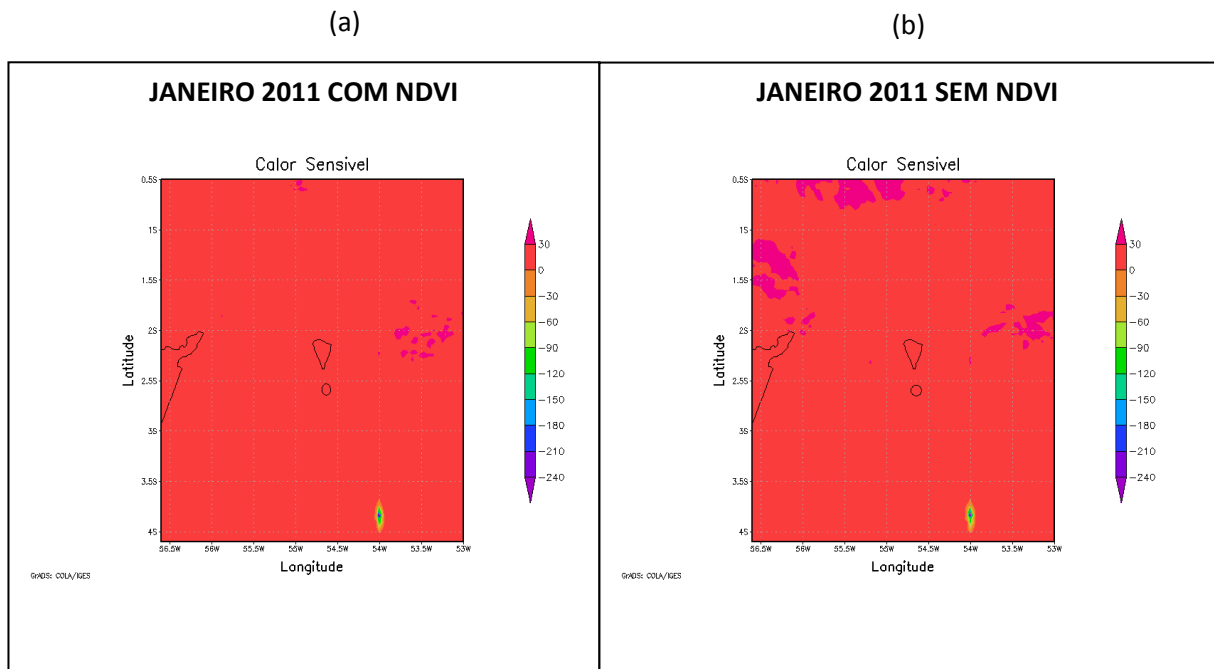 (a)
(b)
JANEIRO 2011 COM NDVI
JANEIRO 2011 SEM NDVI
Calor Sensivel
0.5S
1S
1.5S
2S
2.5S
3S
3.5S
4S
Latitude
56.5W 56W 55.5W 55W 54.5W 54W 53.5W 53W
Longitude
30
0
−30
−60
−90
−120
−150
−180
−210
−240
GrADS: COLA/IGES
Calor Sensivel
0.5S
1S
1.5S
2S
2.5S
3S
3.5S
4S
Latitude
56.5W 56W 55.5W 55W 54.5W 54W 53.5W 53W
Longitude
30
0
−30
−60
−90
−120
−150
−180
−210
−240
GrADS: COLA/IGES